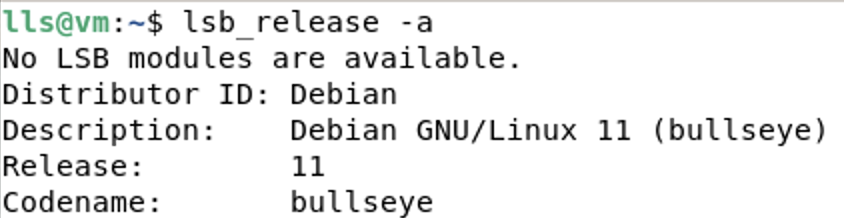 lls@vm:~$ lsb_release -a
No LSB modules are available.
Distributor ID: Debian
Description:    Debian GNU/Linux 11 (bullseye)
Release:        11
Codename:       bullseye